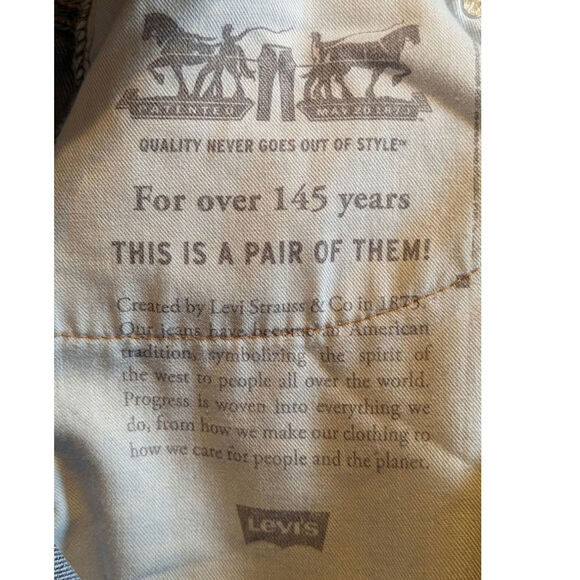 PATENTED MAY 20 1873
QUALITY NEVER GOES OUT OF STYLE™
For over 145 years
THIS IS A PAIR OF THEM!
Created by Levi Strauss & Co in 1873.
Our jeans have become an American
tradition, symbolizing the spirit of
the west to people all over the world.
Progress is woven into everything we
do, from how we make our clothing to
how we care for people and the planet.
Levi's